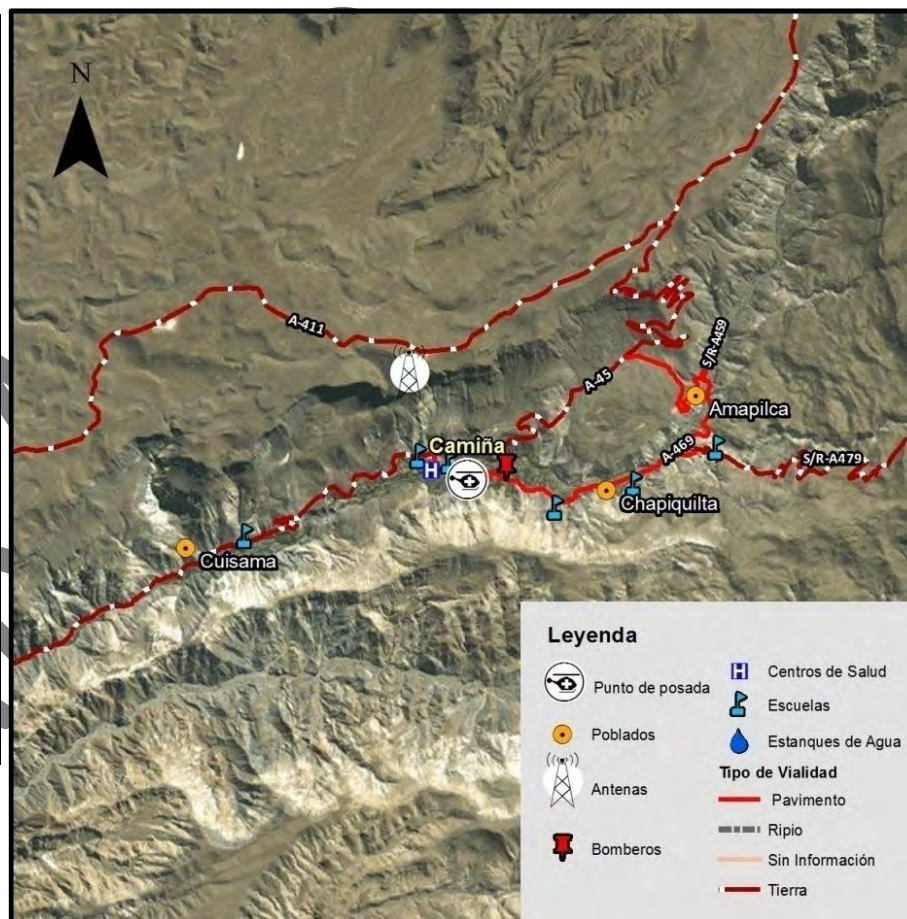 N
A-411
A-45
S/R-A459
Amapilca
A-469
Camiña
H
S/R-A479
Chapiquilta
Cuisama
Leyenda
Punto de posada
Poblados
Antenas
Bomberos
H Centros de Salud
Escuelas
Estanques de Agua
Tipo de Vialidad
Pavimento
Ripio
Sin Información
Tierra